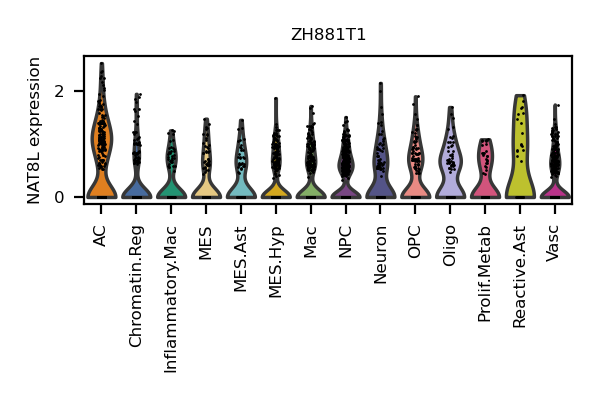 ZH881T1
NAT8L expression
2
0
AC
Chromatin.Reg
Inflammatory.Mac
MES
MES.Ast
MES.Hyp
Mac
NPC
Neuron
OPC
Oligo
Prolif.Metab
Reactive.Ast
Vasc